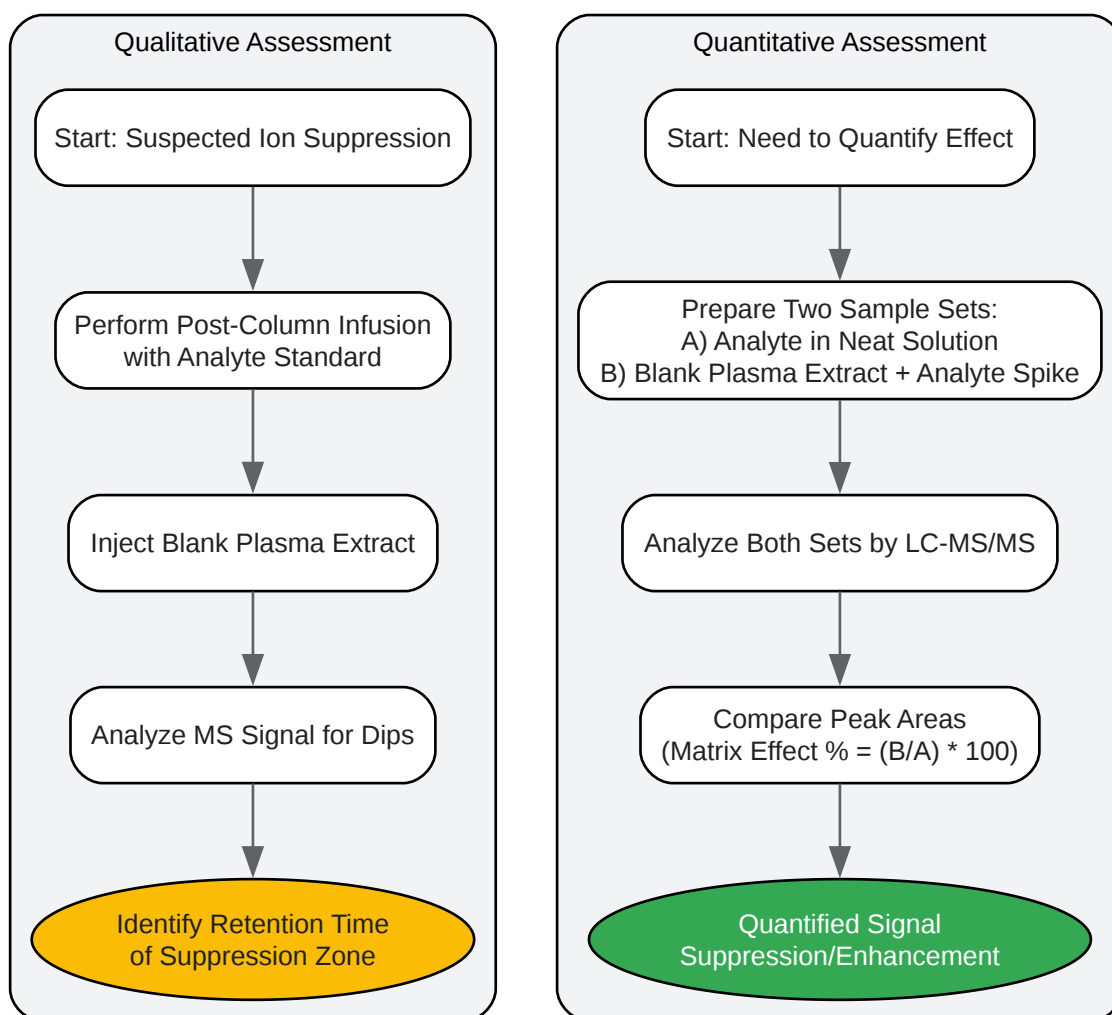 Qualitative Assessment
Start: Suspected Ion Suppression
Perform Post-Column Infusion
with Analyte Standard
Inject Blank Plasma Extract
Analyze MS Signal for Dips
Identify Retention Time
of Suppression Zone
Quantitative Assessment
Start: Need to Quantify Effect
Prepare Two Sample Sets:
A) Analyte in Neat Solution
B) Blank Plasma Extract + Analyte Spike
Analyze Both Sets by LC-MS/MS
Compare Peak Areas
(Matrix Effect % = (B/A) * 100)
Quantified Signal
Suppression/Enhancement